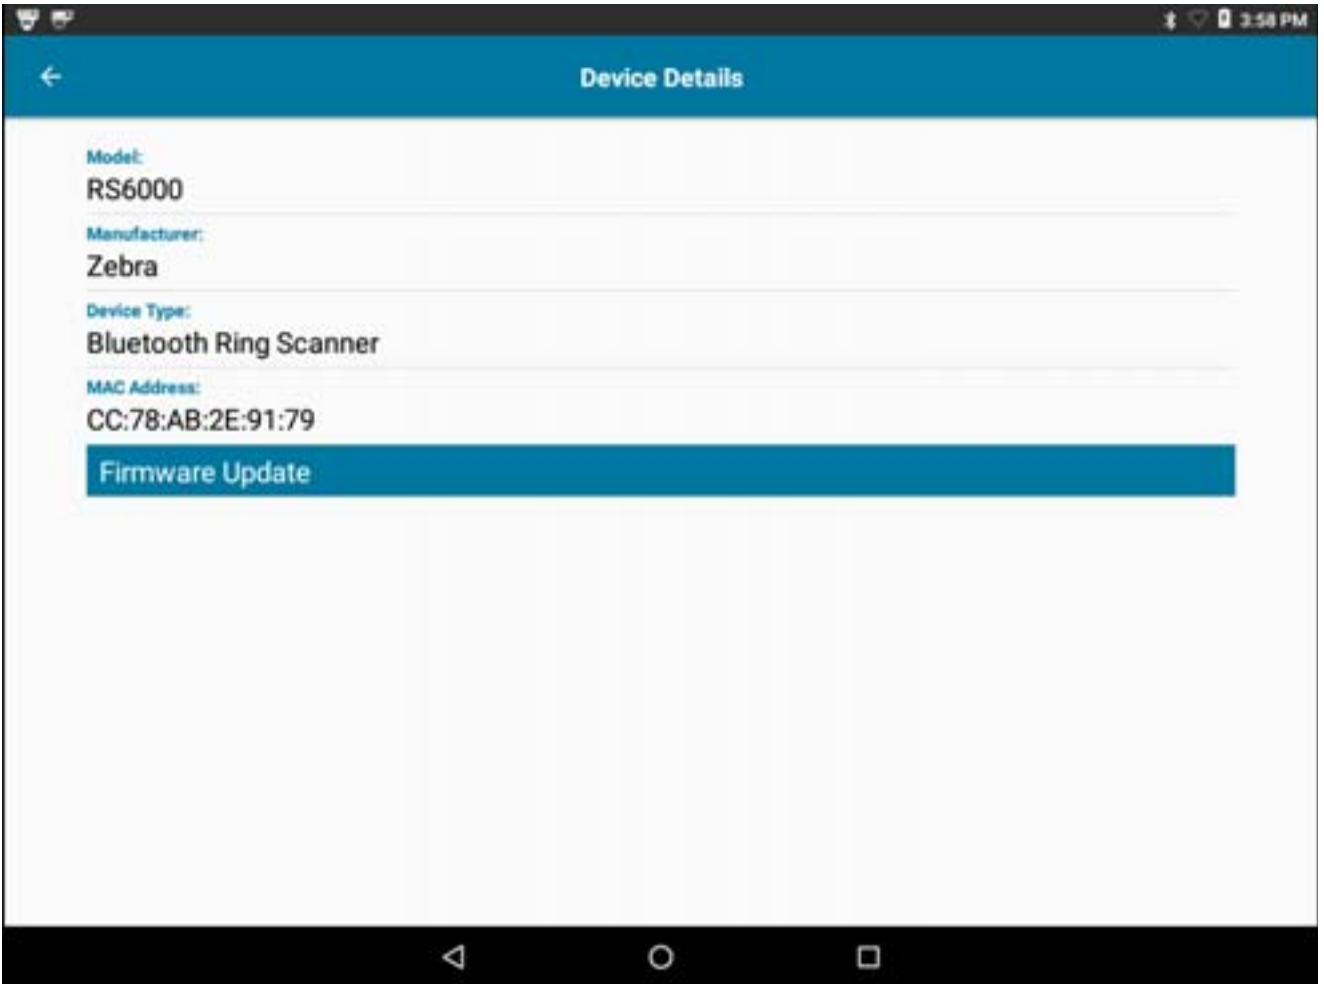 3:58 PM
Device Details
Model:
RS6000
Manufacturer:
Zebra
Device Type:
Bluetooth Ring Scanner
MAC Address:
CC:78:AB:2E:91:79
Firmware Update